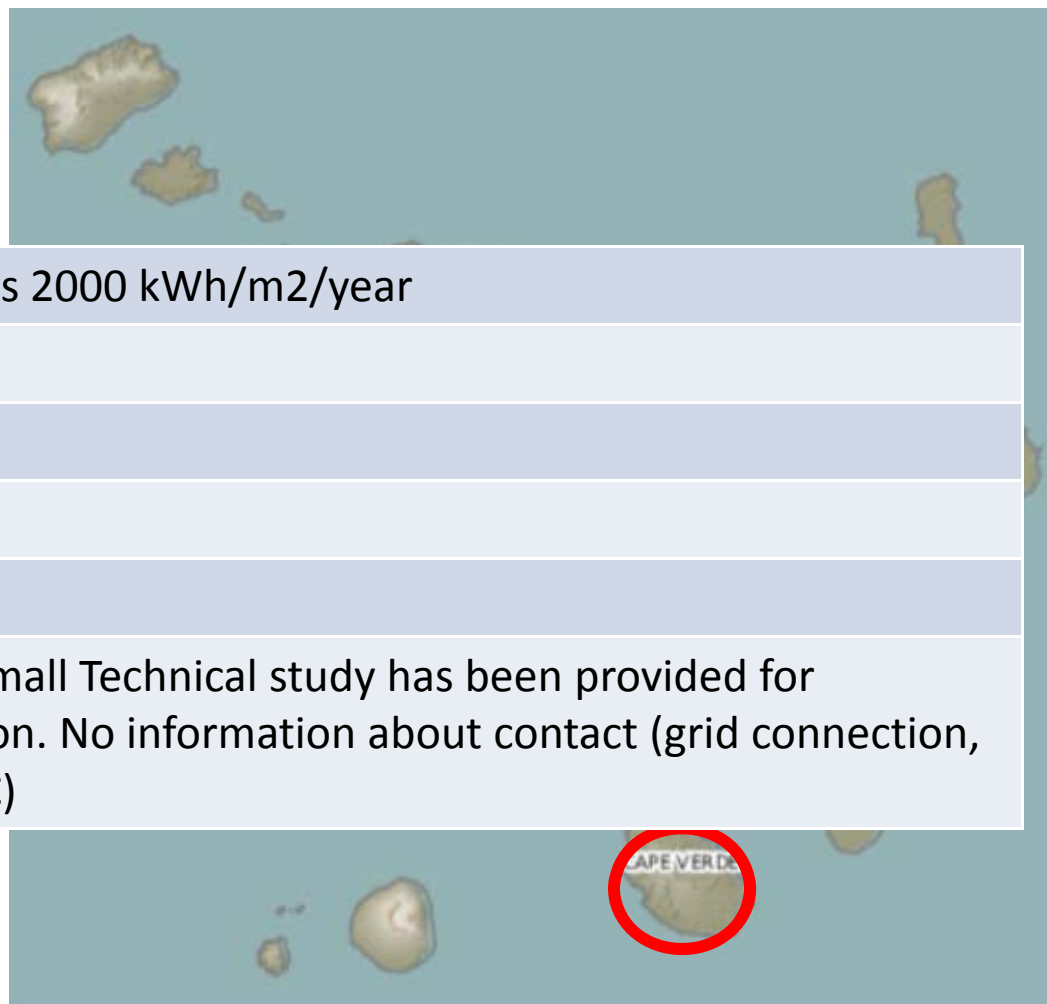 s 2000 kWh/m2/year
mall Technical study has been provided for
on. No information about contact (grid connection,
)
APE VERDE